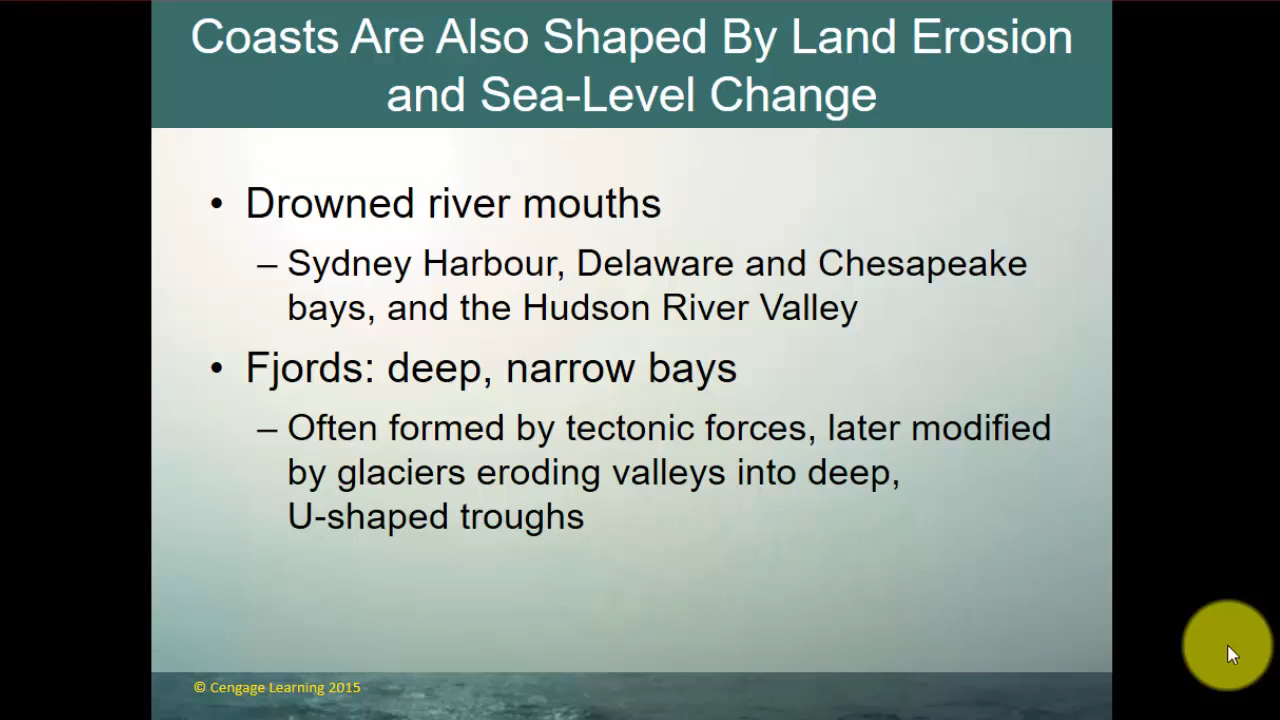 Coasts Are Also Shaped By Land Erosion
and Sea-Level Change
• Drowned river mouths
– Sydney Harbour, Delaware and Chesapeake
bays, and the Hudson River Valley
• Fjords: deep, narrow bays
– Often formed by tectonic forces, later modified
by glaciers eroding valleys into deep,
U-shaped troughs
© Cengage Learning 2015